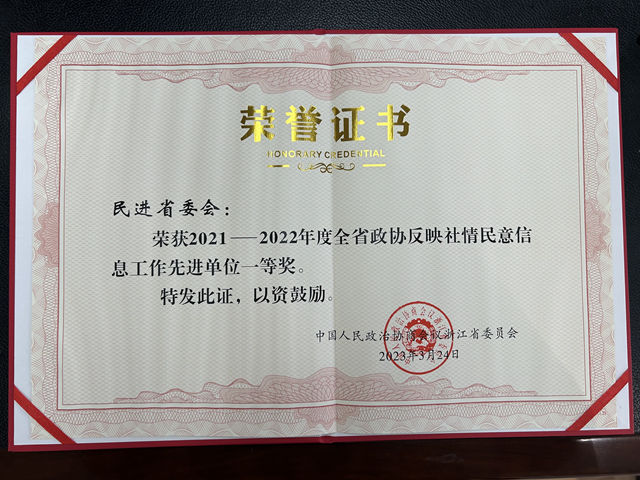 荣誉证书
HONORARY CREDENTIAL
民进省委会：
荣获2021——2022年度全省政协反映社情民意信
息工作先进单位一等奖。
特发此证，以资鼓励。
中国人民政治协商会议浙江省委员会
2023年3月24日